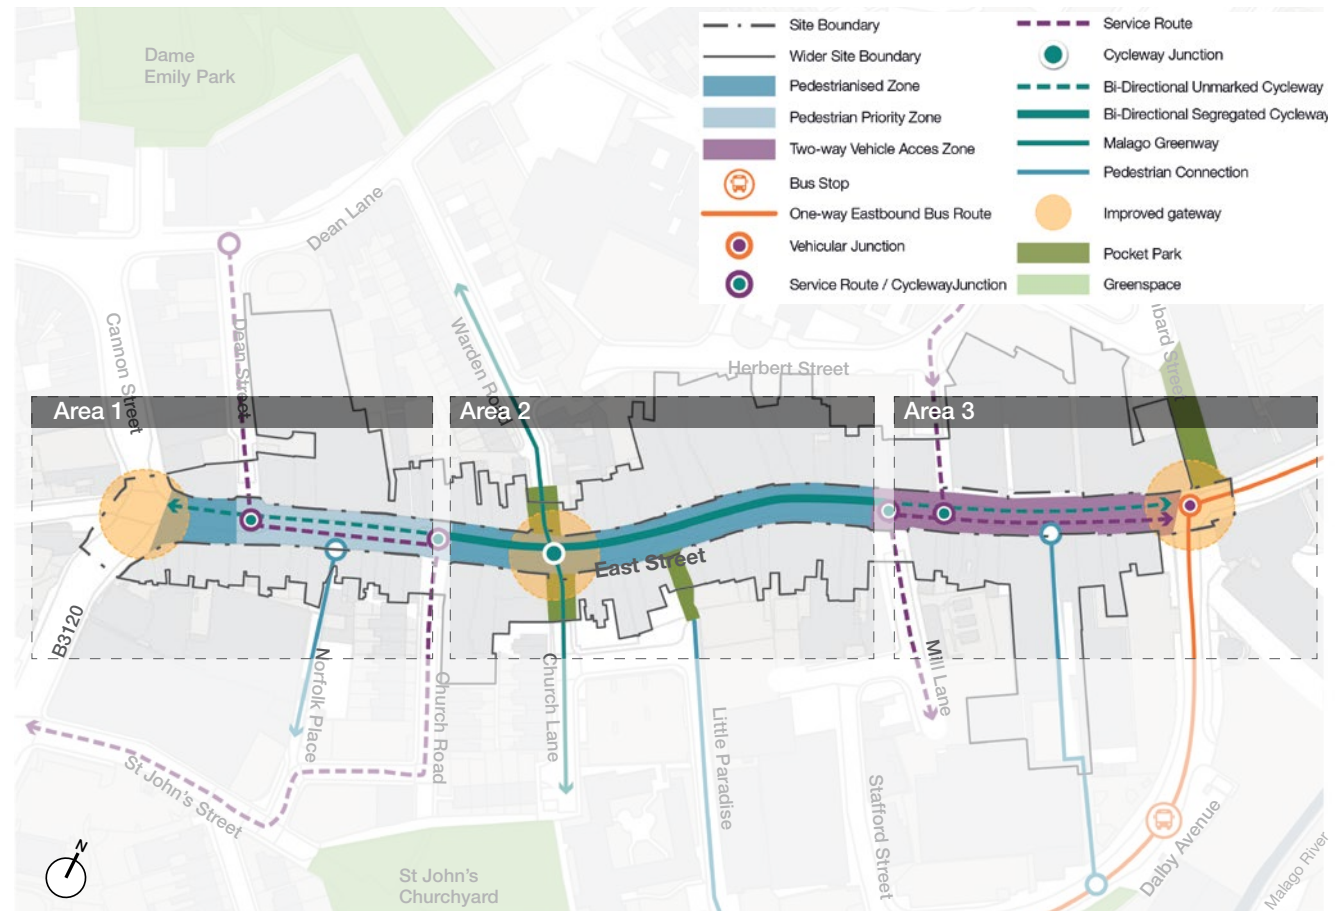 Site Boundary
Wider Site Boundary
Pedestrianised Zone
Pedestrian Priority Zone
Two-way Vehicle Acces Zone
Bus Stop
One-way Eastbound Bus Route
Vehicular Junction
Service Route / CyclewayJunction
Service Route
Cycleway Junction
Bi-Directional Unmarked Cycleway
Bi-Directional Segregated Cycleway
Malago Greenway
Pedestrian Connection
Improved gateway
Pocket Park
Greenspace
Dame
Emily Park
Dean Lane
Cannon Street
Dean Street
Warden Road
Herbert Street
Area 1
Area 2
Area 3
East Street
B3120
Norfolk Place
Church Road
Church Lane
Little Paradise
Mill Lane
Stafford Street
St John's Street
St John's
Churchyard
Dalby Avenue
Malago River
N